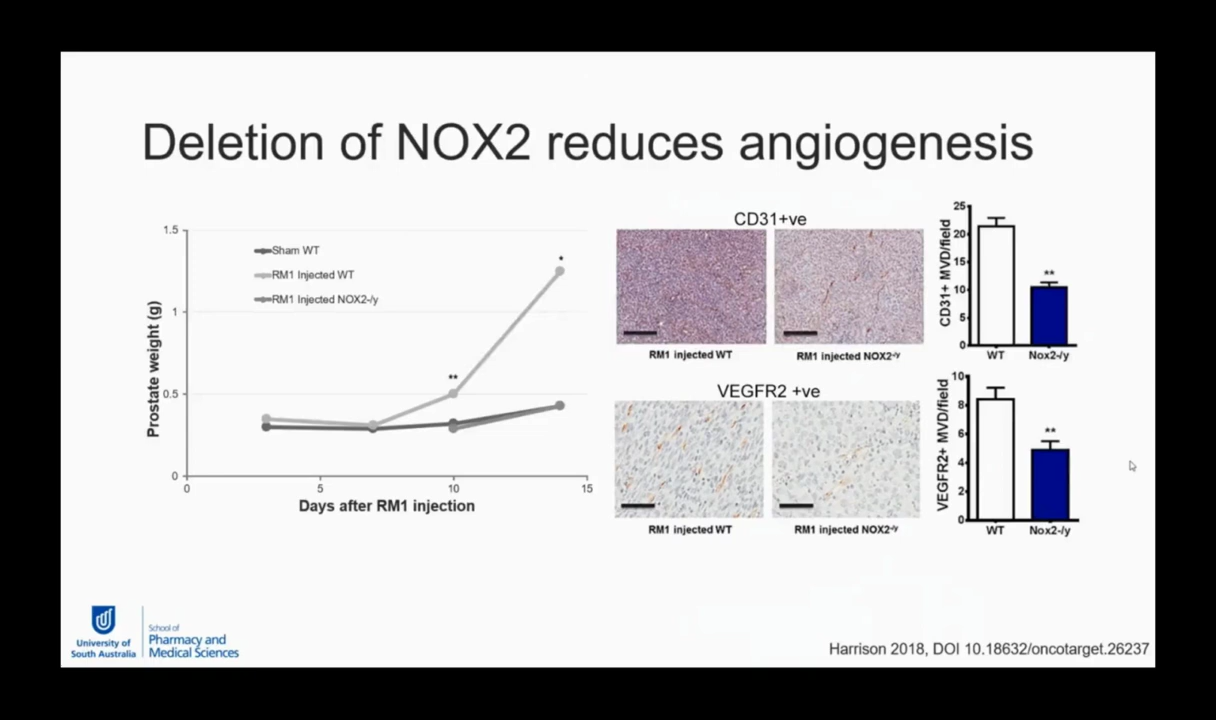 Deletion of NOX2 reduces angiogenesis
1.5
1
0.5
0
0
5
10
15
Prostate weight (g)
Days after RM1 injection
Sham WT
RM1 Injected WT
RM1 Injected NOX2-/y
**
*
CD31+ve
RM1 injected WT
RM1 injected NOX2-/y
VEGFR2 +ve
RM1 injected WT
RM1 injected NOX2-/y
CD31+ MVD/field
25
20
15
10
5
0
**
WT
Nox2-/y
VEGFR2+ MVD/field
10
8
6
4
2
0
**
WT
Nox2-/y
University of
South Australia
School of
Pharmacy and
Medical Sciences
Harrison 2018, DOI 10.18632/oncotarget.26237